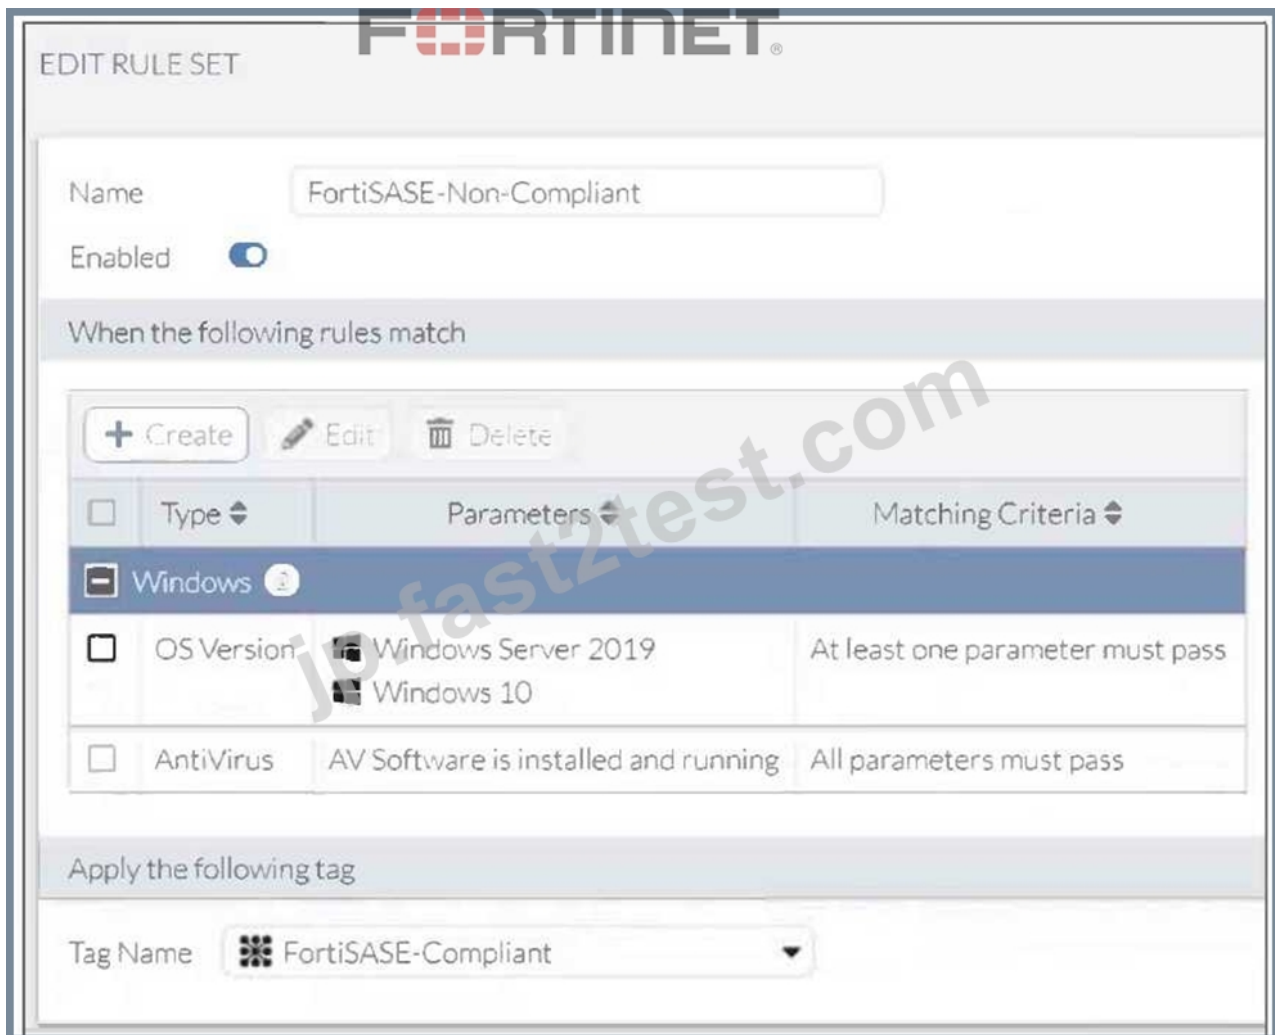 FORTINET®
EDIT RULE SET
Name FortiSASE-Non-Compliant
Enabled
When the following rules match
+ Create Edit Delete
Type Parameters Matching Criteria
Windows 2
OS Version Windows Server 2019 At least one parameter must pass
Windows 10
AntiVirus AV Software is installed and running All parameters must pass
Apply the following tag
Tag Name FortiSASE-Compliant
jp.fast2test.com